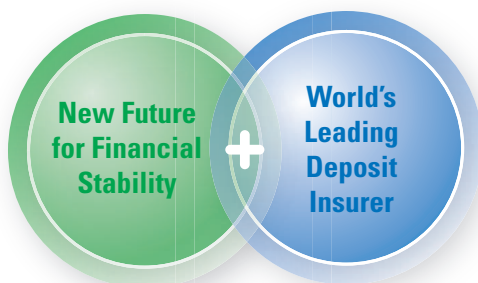 New Future
for Financial
Stability
+
World's
Leading
Deposit
Insurer